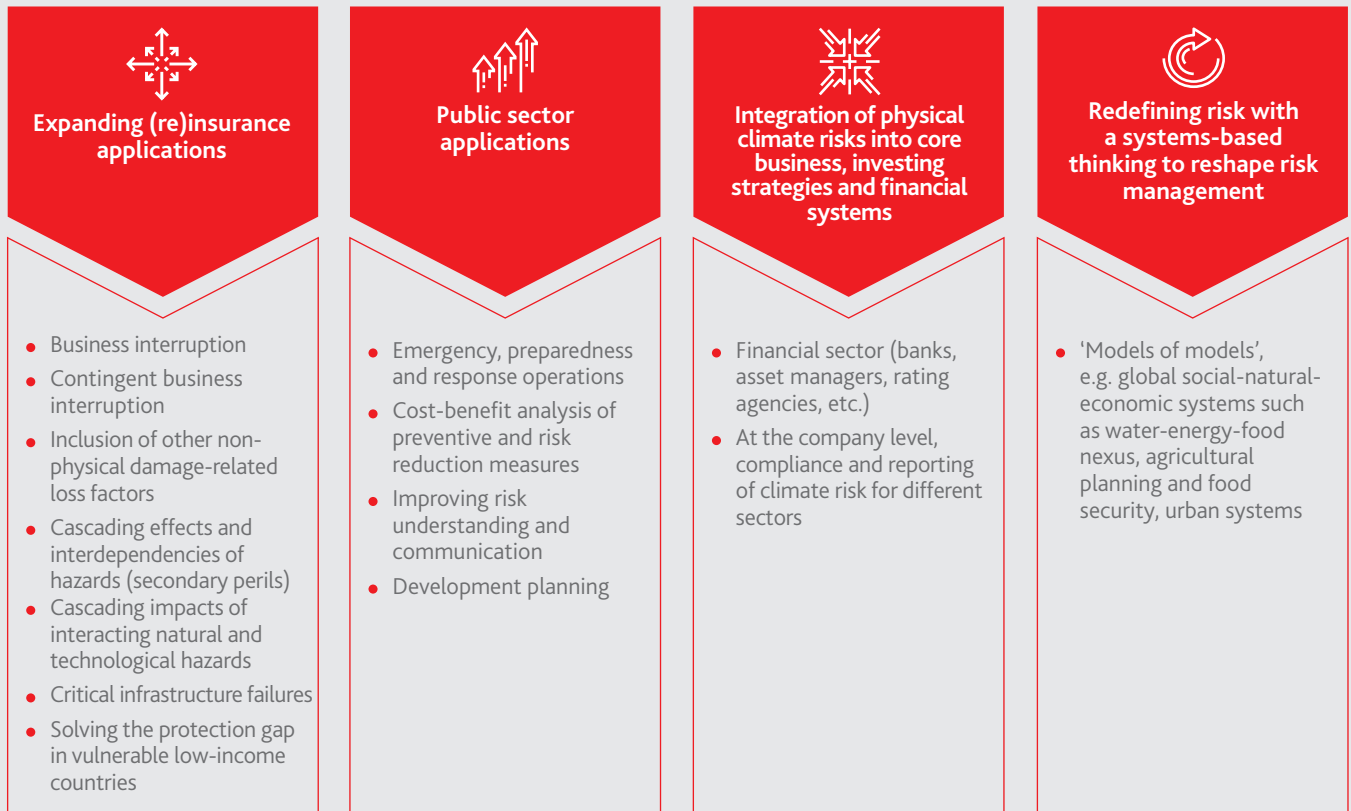 Expanding (re)insurance
applications
• Business interruption
• Contingent business
interruption
• Inclusion of other non-
physical damage-related
loss factors
• Cascading effects and
interdependencies of
hazards (secondary perils)
• Cascading impacts of
interacting natural and
technological hazards
• Critical infrastructure failures
• Solving the protection gap
in vulnerable low-income
countries
Public sector
applications
• Emergency, preparedness
and response operations
• Cost-benefit analysis of
preventive and risk
reduction measures
• Improving risk
understanding and
communication
• Development planning
Integration of physical
climate risks into core
business, investing
strategies and financial
systems
• Financial sector (banks,
asset managers, rating
agencies, etc.)
• At the company level,
compliance and reporting
of climate risk for different
sectors
Redefining risk with
a systems-based
thinking to reshape risk
management
• ‘Models of models’,
e.g. global social-natural-
economic systems such
as water-energy-food
nexus, agricultural
planning and food
security, urban systems